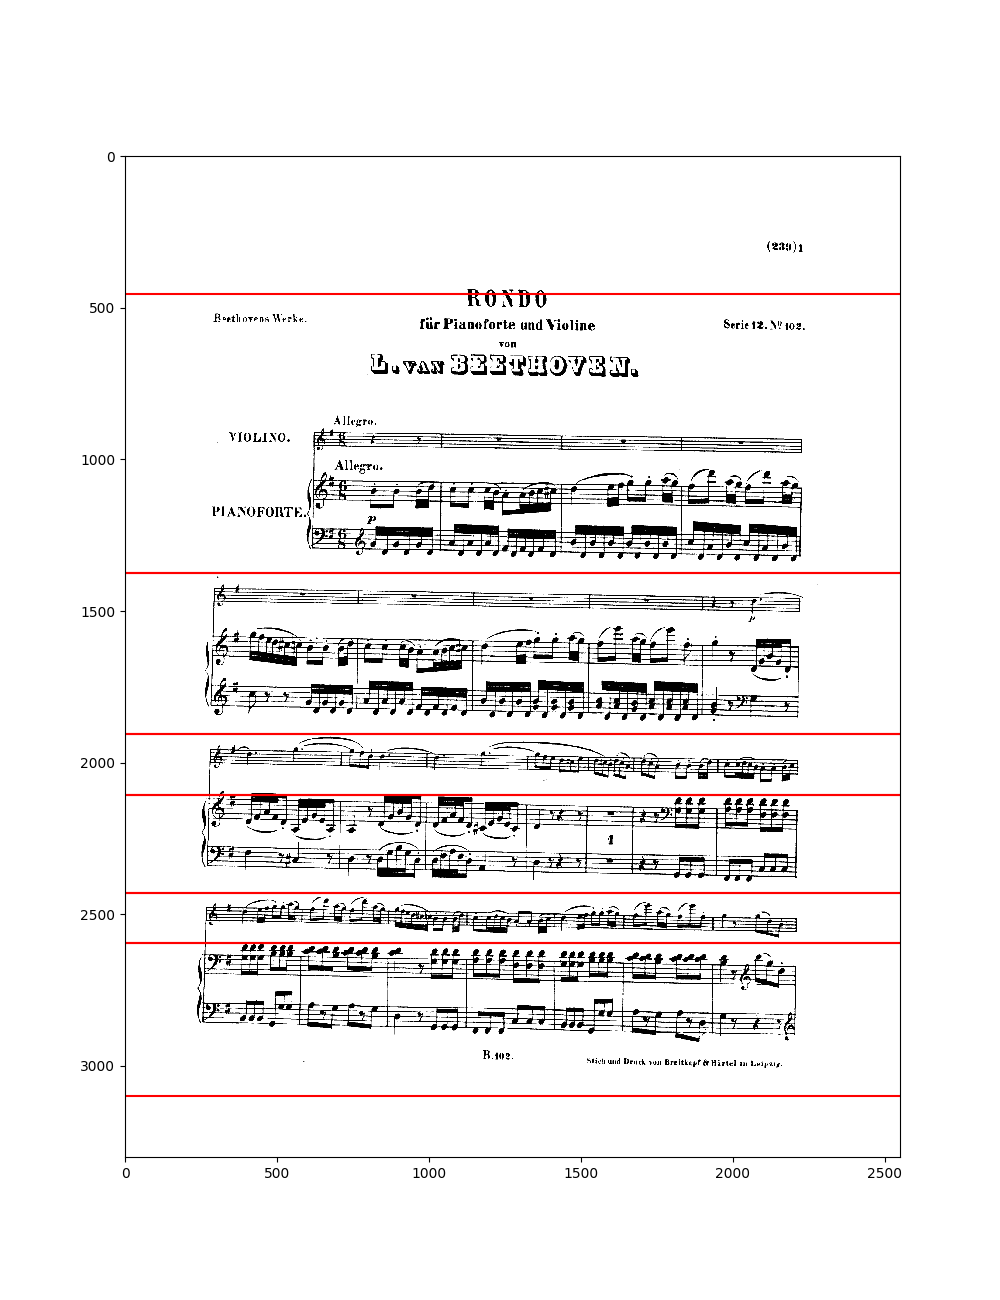 (239)1
RONDO
Beethovens Werke.
für Pianoforte und Violine
Serie 12. Nº 102.
von
L. VAN BEETHOVEN.
Allegro.
VIOLINO.
Allegro.
PIANOFORTE.
p
p
1
B.102.
Stich und Druck von Breitkopf & Härtel in Leipzig.
0
500
1000
1500
2000
2500
3000
0 500 1000 1500 2000 2500